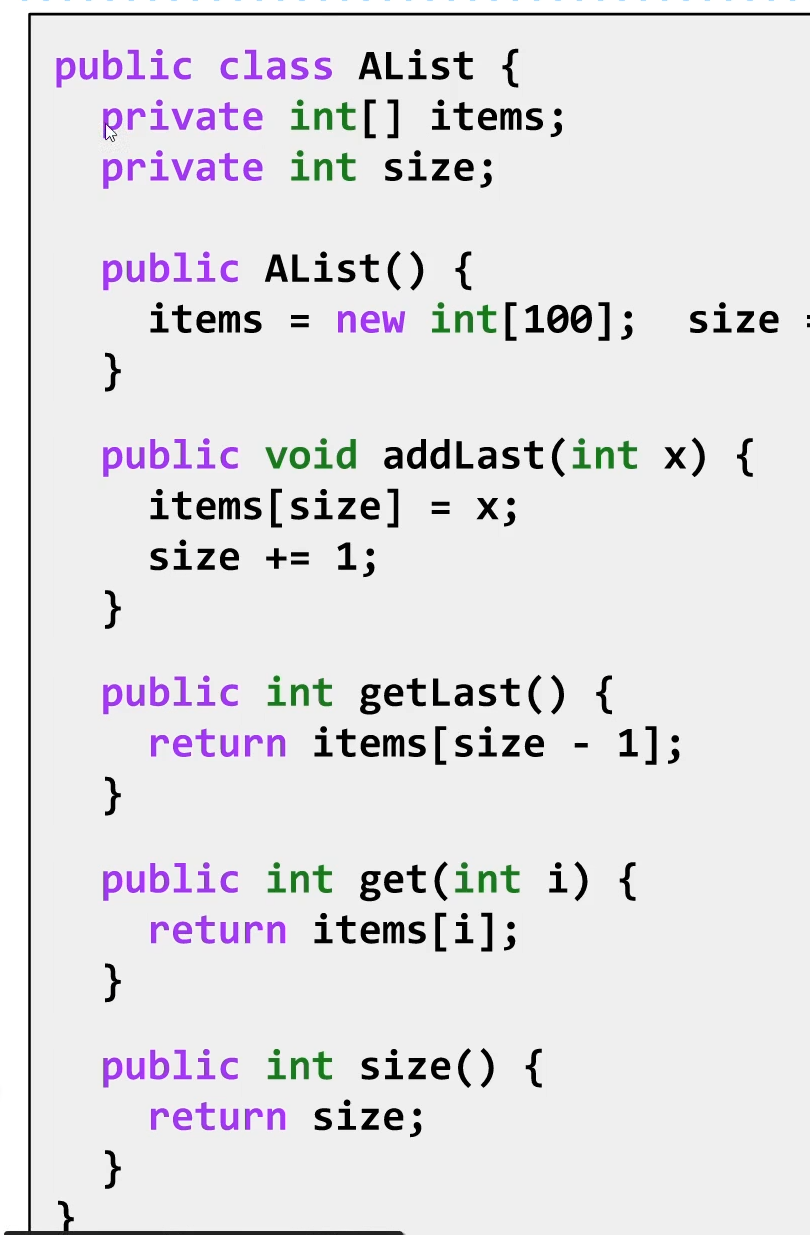 public class AList {
  private int[] items;
  private int size;

  public AList() {
    items = new int[100];  size =
  }

  public void addLast(int x) {
    items[size] = x;
    size += 1;
  }

  public int getLast() {
    return items[size - 1];
  }

  public int get(int i) {
    return items[i];
  }

  public int size() {
    return size;
  }
}